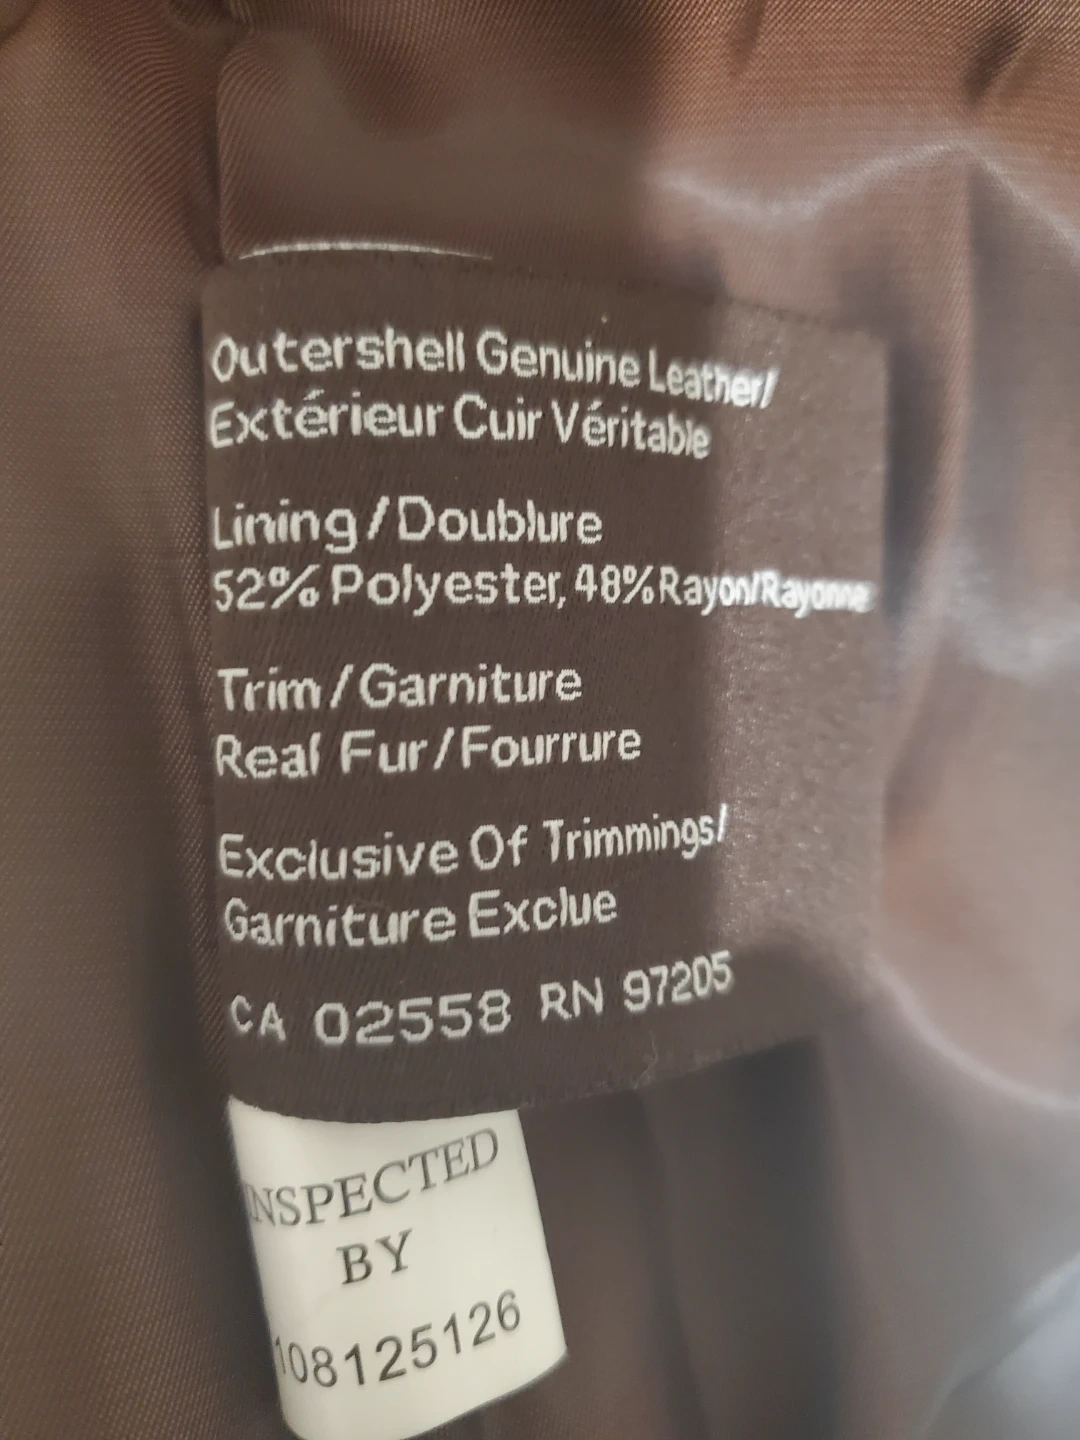 Outershell Genuine Leather/
Extérieur Cuir Véritable
Lining/Doublure
52% Polyester, 48% Rayon/Rayonne
Trim/Garniture
Real Fur/Fourrure
Exclusive Of Trimmings/
Garniture Exclue
CA 02558 RN 97205
INSPECTED
BY
108125126